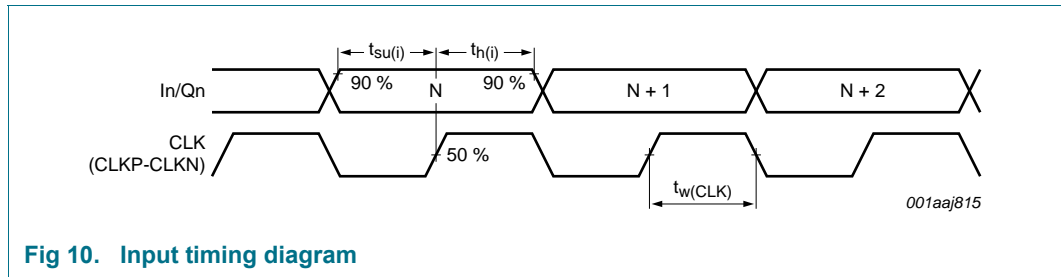 tsu(i) th(i)
In/Qn 90 % N 90 % N + 1 N + 2
CLK
(CLKP-CLKN)
50 %
tw(CLK)
001aaj815
Fig 10. Input timing diagram